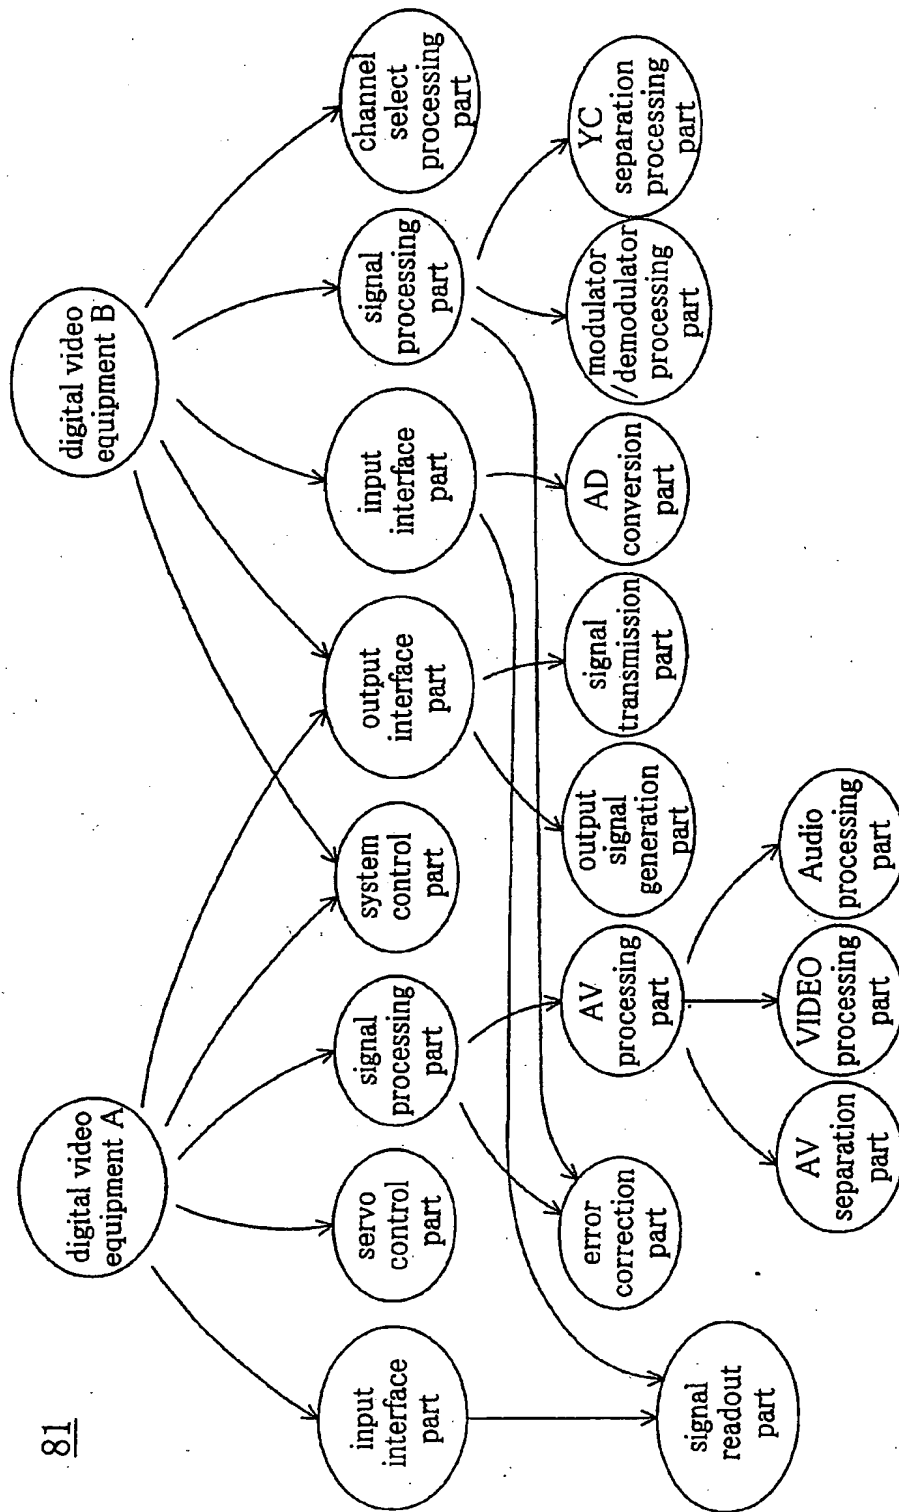 81
digital video
equipment A
digital video
equipment B
input
interface
part
servo
control
part
signal
processing
part
system
control
part
output
interface
part
input
interface
part
signal
processing
part
channel
select
processing
part
signal
readout
part
error
correction
part
AV
processing
part
output
signal
generation
part
signal
transmission
part
AD
conversion
part
modulator
/demodulator
processing
part
YC
separation
processing
part
AV
separation
part
VIDEO
processing
part
Audio
processing
part